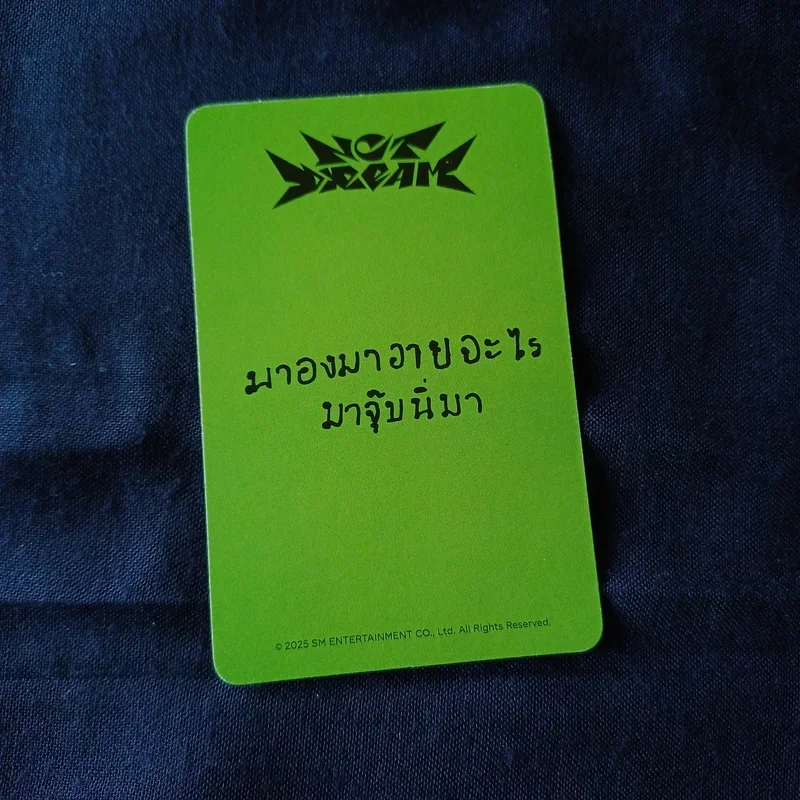 NCT
DREAM
มาองมาอายอะไร
มาจุ๊บนี่มา
© 2025 SM ENTERTAINMENT CO., Ltd. All Rights Reserved.